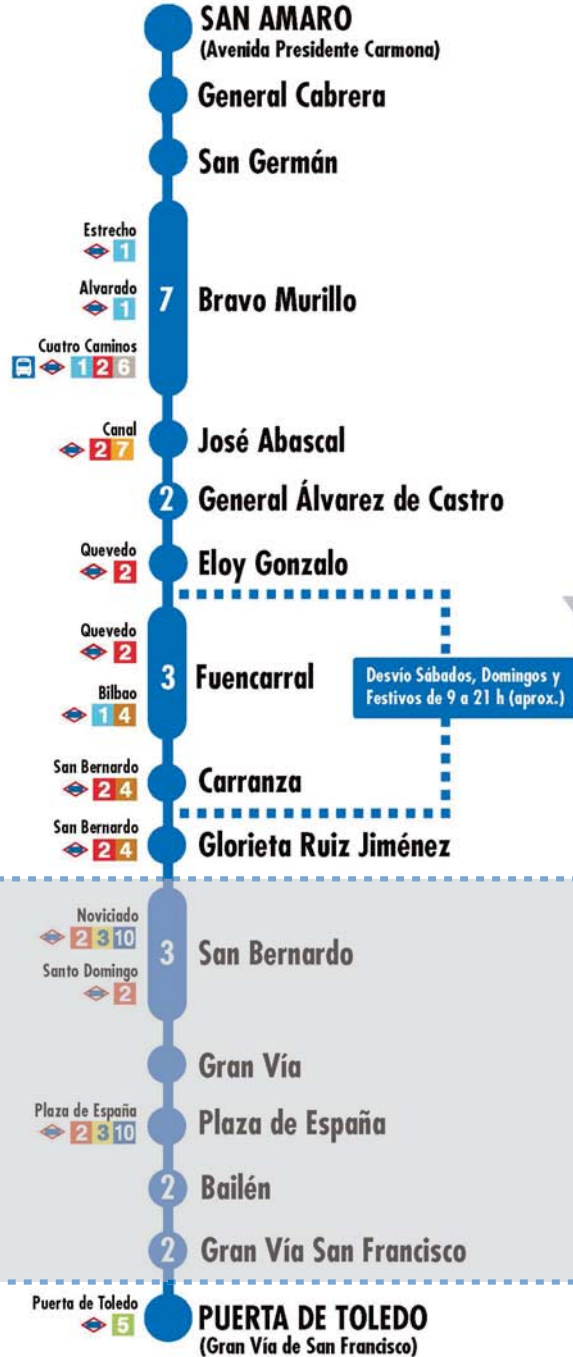 SAN AMARO
(Avenida Presidente Carmona)
General Cabrera
San Germán
Estrecho
1
Alvarado
1
7 Bravo Murillo
Cuatro Caminos
1 2 6
Canal
2 7
José Abascal
2 General Álvarez de Castro
Quevedo
2
Eloy Gonzalo
Quevedo
2
3 Fuencarral
Desvío Sábados, Domingos y
Festivos de 9 a 21 h (aprox.)
Bilbao
1 4
San Bernardo
2 4
Carranza
San Bernardo
2 4
Glorieta Ruiz Jiménez
Noviciado
2 3 10
3 San Bernardo
Santo Domingo
2
Gran Vía
Plaza de España
2 3 10
Plaza de España
2 Bailén
2 Gran Vía San Francisco
Puerta de Toledo
5
PUERTA DE TOLEDO
(Gran Vía de San Francisco)